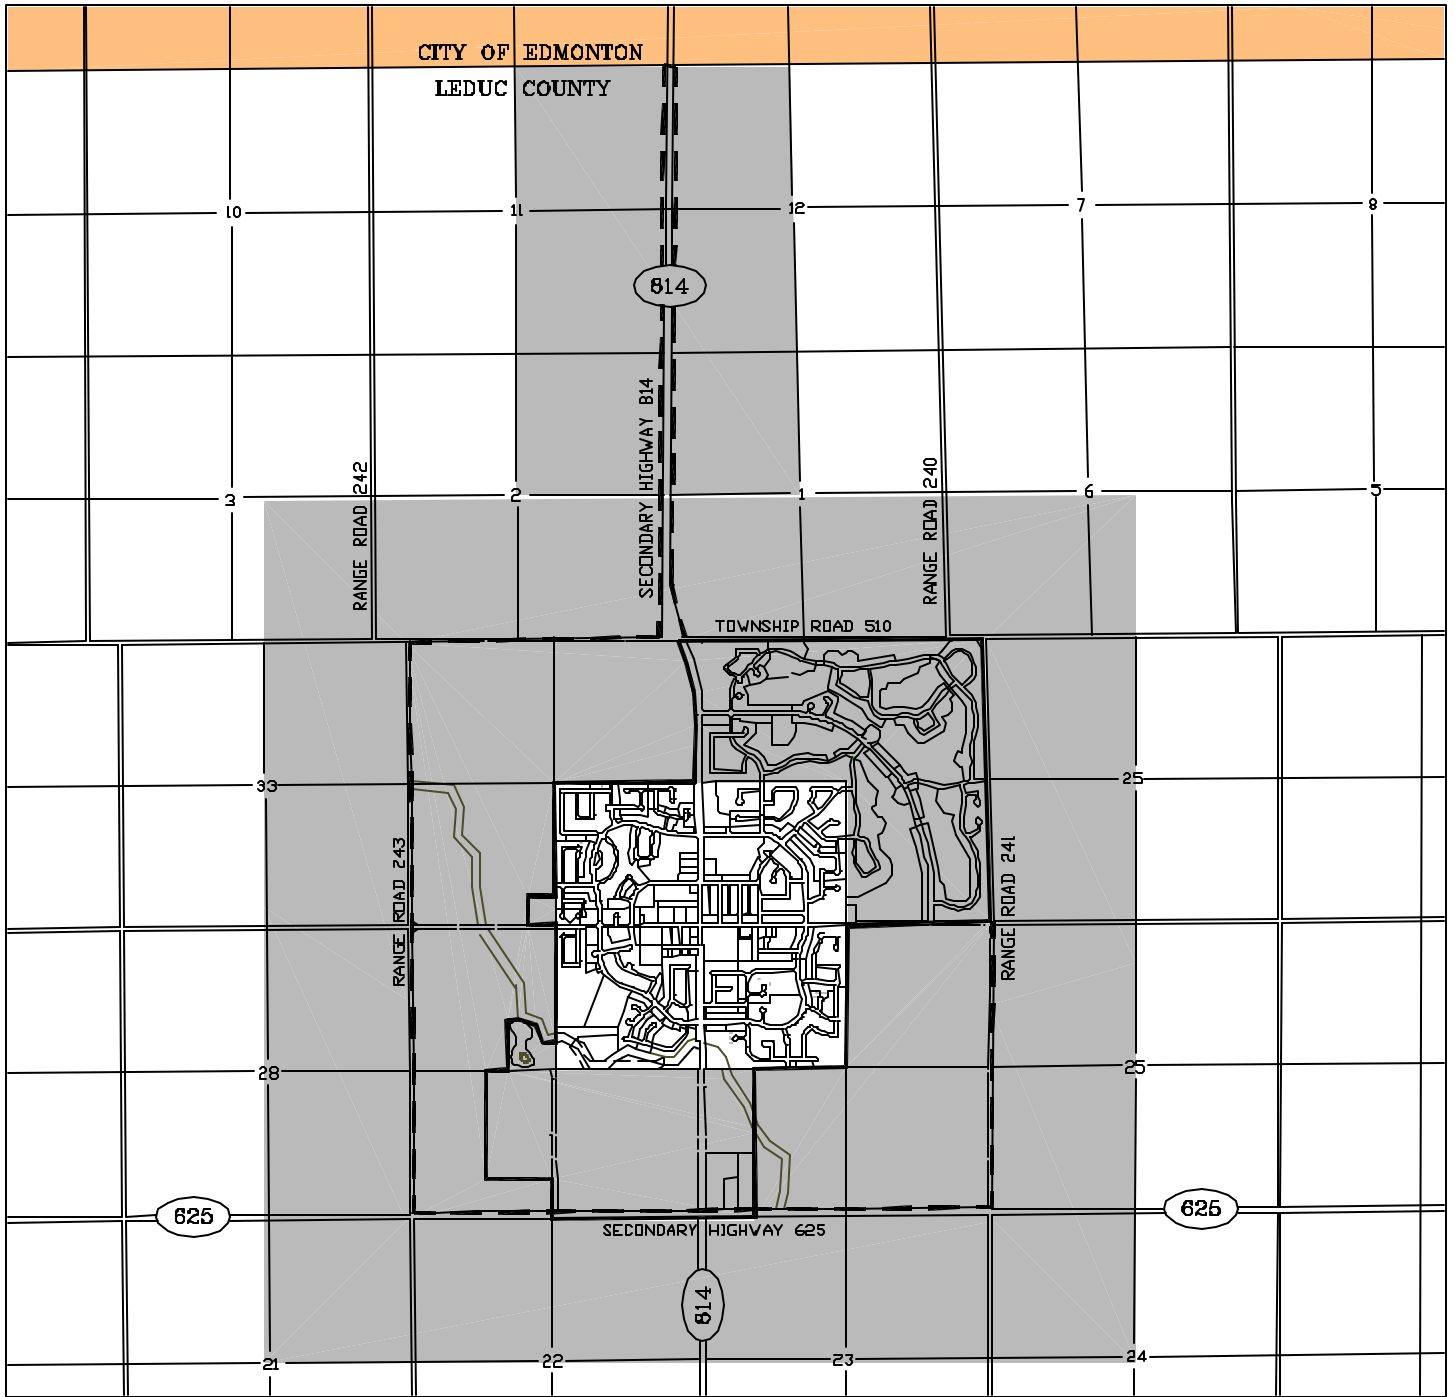 CITY OF EDMONTON
LEDUC COUNTY
10
11
12
7
8
814
SECONDARY HIGHWAY 814
RANGE ROAD 242
RANGE ROAD 240
3
2
1
6
5
TOWNSHIP ROAD 510
33
25
RANGE ROAD 243
RANGE ROAD 241
28
25
625
625
SECONDARY HIGHWAY 625
814
21
22
23
24